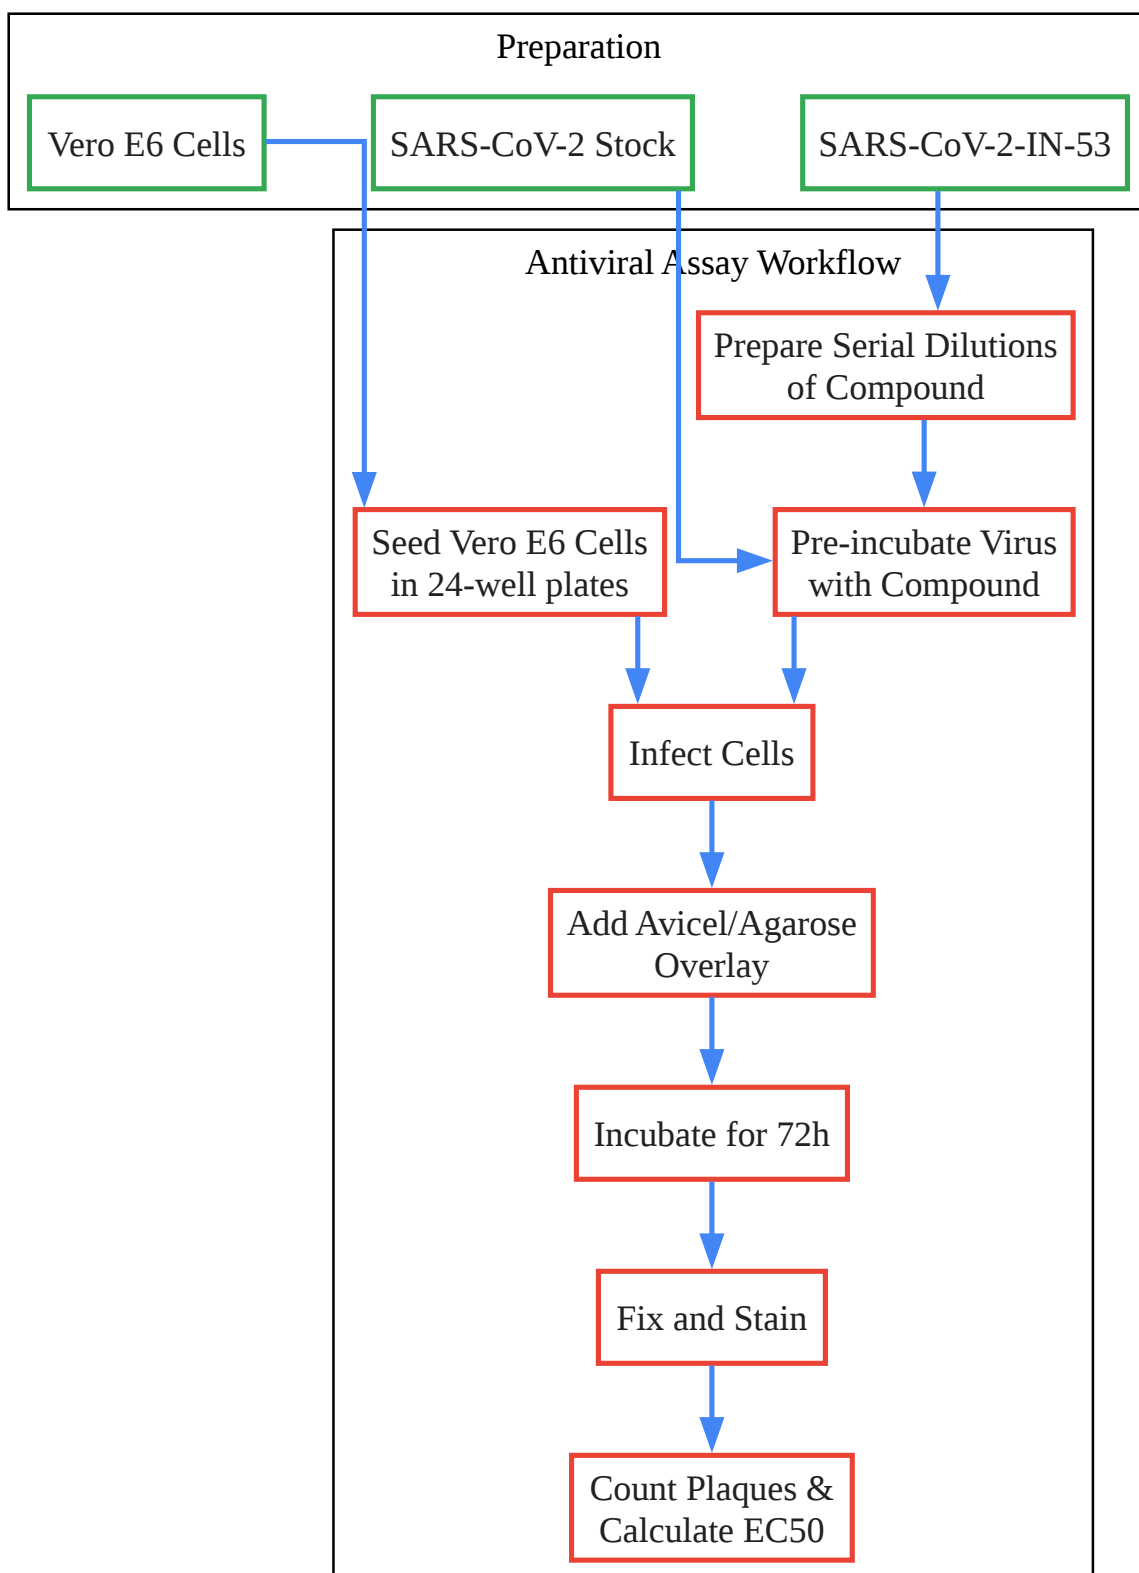 Preparation
Vero E6 Cells
SARS-CoV-2 Stock
SARS-CoV-2-IN-53
Antiviral Assay Workflow
Prepare Serial Dilutions
of Compound
Seed Vero E6 Cells
in 24-well plates
Pre-incubate Virus
with Compound
Infect Cells
Add Avicel/Agarose
Overlay
Incubate for 72h
Fix and Stain
Count Plaques &
Calculate EC50